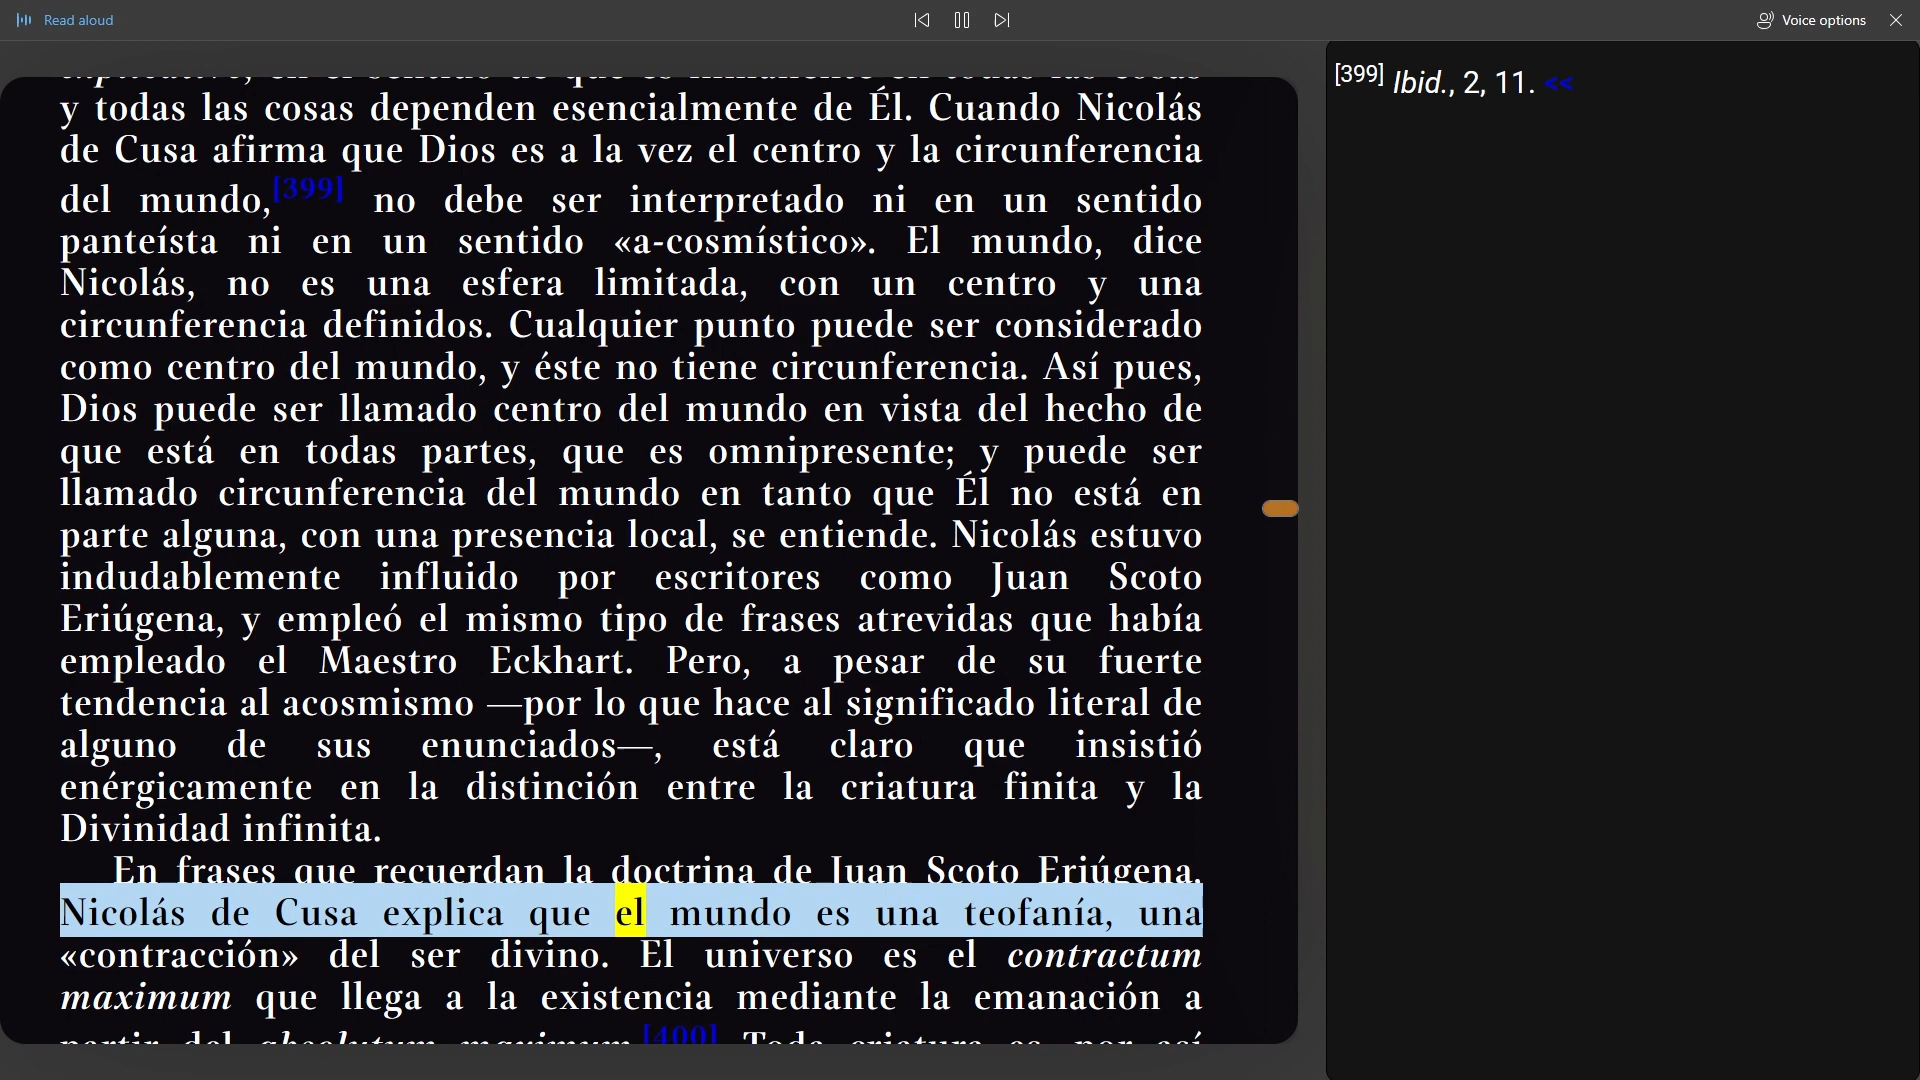 Read aloud
Voice options
y todas las cosas dependen esencialmente de Él. Cuando Nicolás
de Cusa afirma que Dios es a la vez el centro y la circunferencia
del mundo,[399] no debe ser interpretado ni en un sentido
panteísta ni en un sentido «a-cosmístico». El mundo, dice
Nicolás, no es una esfera limitada, con un centro y una
circunferencia definidos. Cualquier punto puede ser considerado
como centro del mundo, y éste no tiene circunferencia. Así pues,
Dios puede ser llamado centro del mundo en vista del hecho de
que está en todas partes, que es omnipresente; y puede ser
llamado circunferencia del mundo en tanto que Él no está en
parte alguna, con una presencia local, se entiende. Nicolás estuvo
indudablemente influido por escritores como Juan Scoto
Eriúgena, y empleó el mismo tipo de frases atrevidas que había
empleado el Maestro Eckhart. Pero, a pesar de su fuerte
tendencia al acosmismo —por lo que hace al significado literal de
alguno de sus enunciados—, está claro que insistió
enérgicamente en la distinción entre la criatura finita y la
Divinidad infinita.
En frases que recuerdan la doctrina de Juan Scoto Eriúgena,
Nicolás de Cusa explica que el mundo es una teofanía, una
«contracción» del ser divino. El universo es el contractum
maximum que llega a la existencia mediante la emanación a
partir del absolutum maximum.[400] Toda criatura es, por así
[399] Ibid., 2, 11. <<